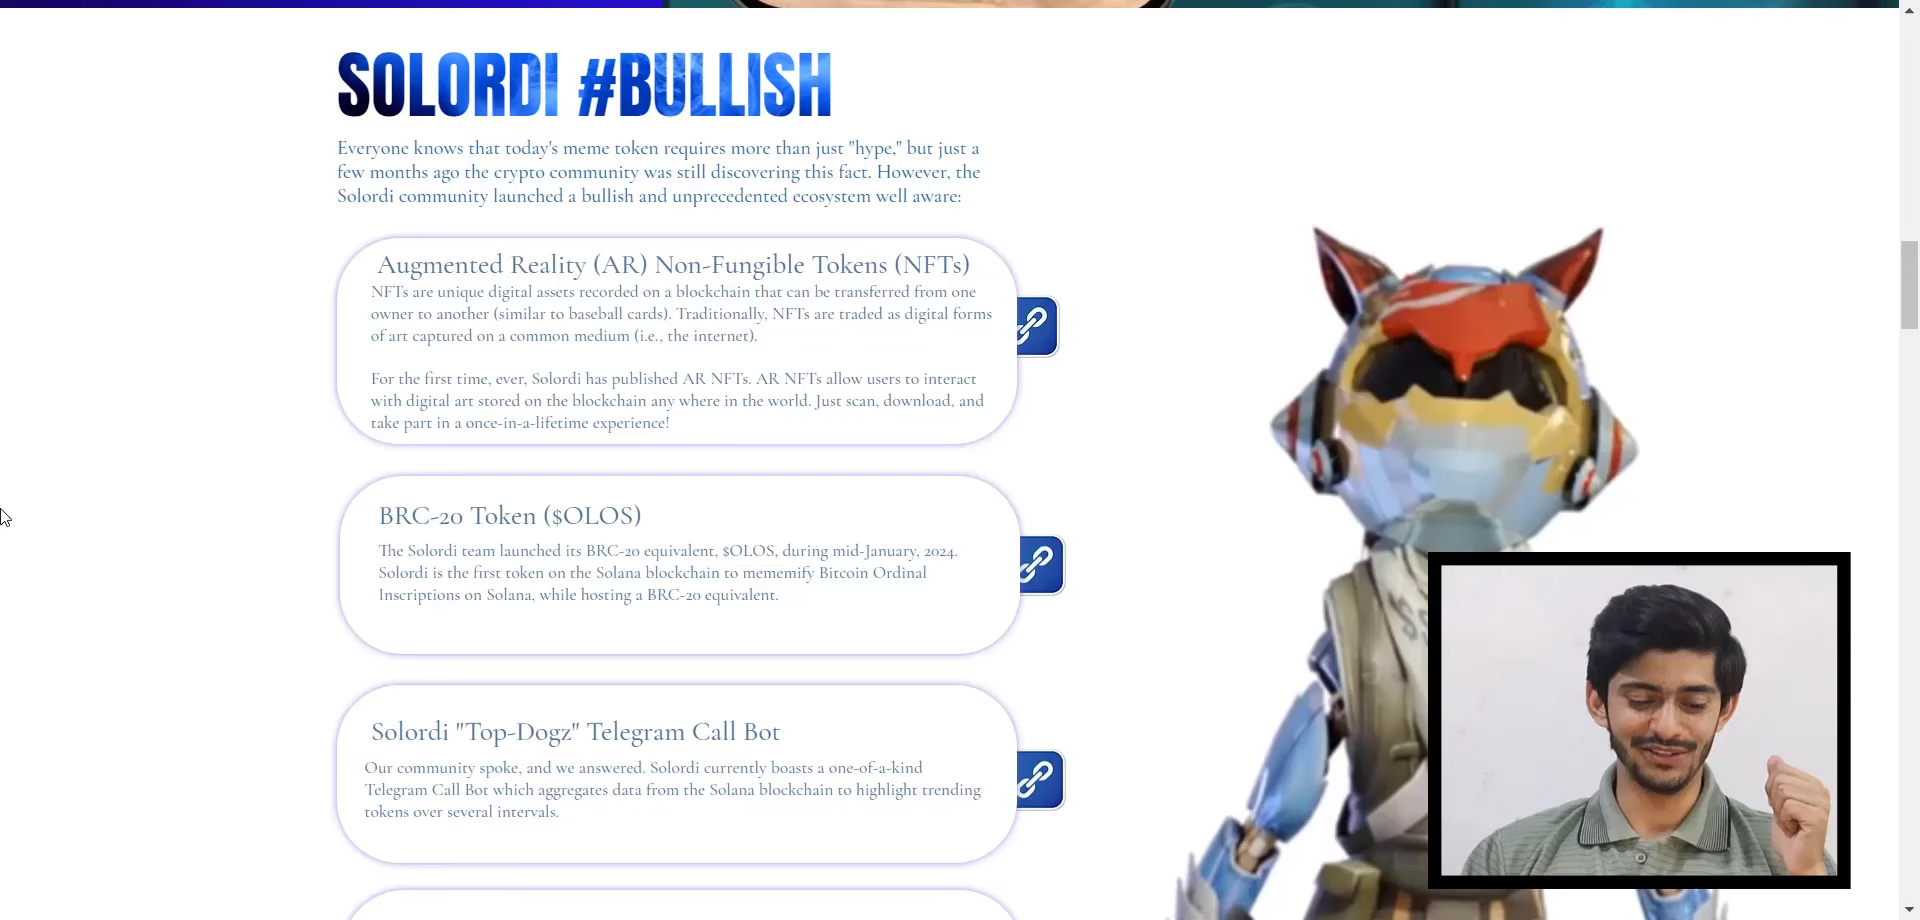 SOLORDI #BULLISH
Everyone knows that today's meme token requires more than just "hype," but just a
few months ago the crypto community was still discovering this fact. However, the
Solordi community launched a bullish and unprecedented ecosystem well aware:
Augmented Reality (AR) Non-Fungible Tokens (NFTs)
NFTs are unique digital assets recorded on a blockchain that can be transferred from one
owner to another (similar to baseball cards). Traditionally, NFTs are traded as digital forms
of art captured on a common medium (i.e., the internet).
For the first time, ever, Solordi has published AR NFTs. AR NFTs allow users to interact
with digital art stored on the blockchain any where in the world. Just scan, download, and
take part in a once-in-a-lifetime experience!
BRC-20 Token ($OLOS)
The Solordi team launched its BRC-20 equivalent, $OLOS, during mid-January, 2024.
Solordi is the first token on the Solana blockchain to mememify Bitcoin Ordinal
Inscriptions on Solana, while hosting a BRC-20 equivalent.
Solordi "Top-Dogz" Telegram Call Bot
Our community spoke, and we answered. Solordi currently boasts a one-of-a-kind
Telegram Call Bot which aggregates data from the Solana blockchain to highlight trending
tokens over several intervals.